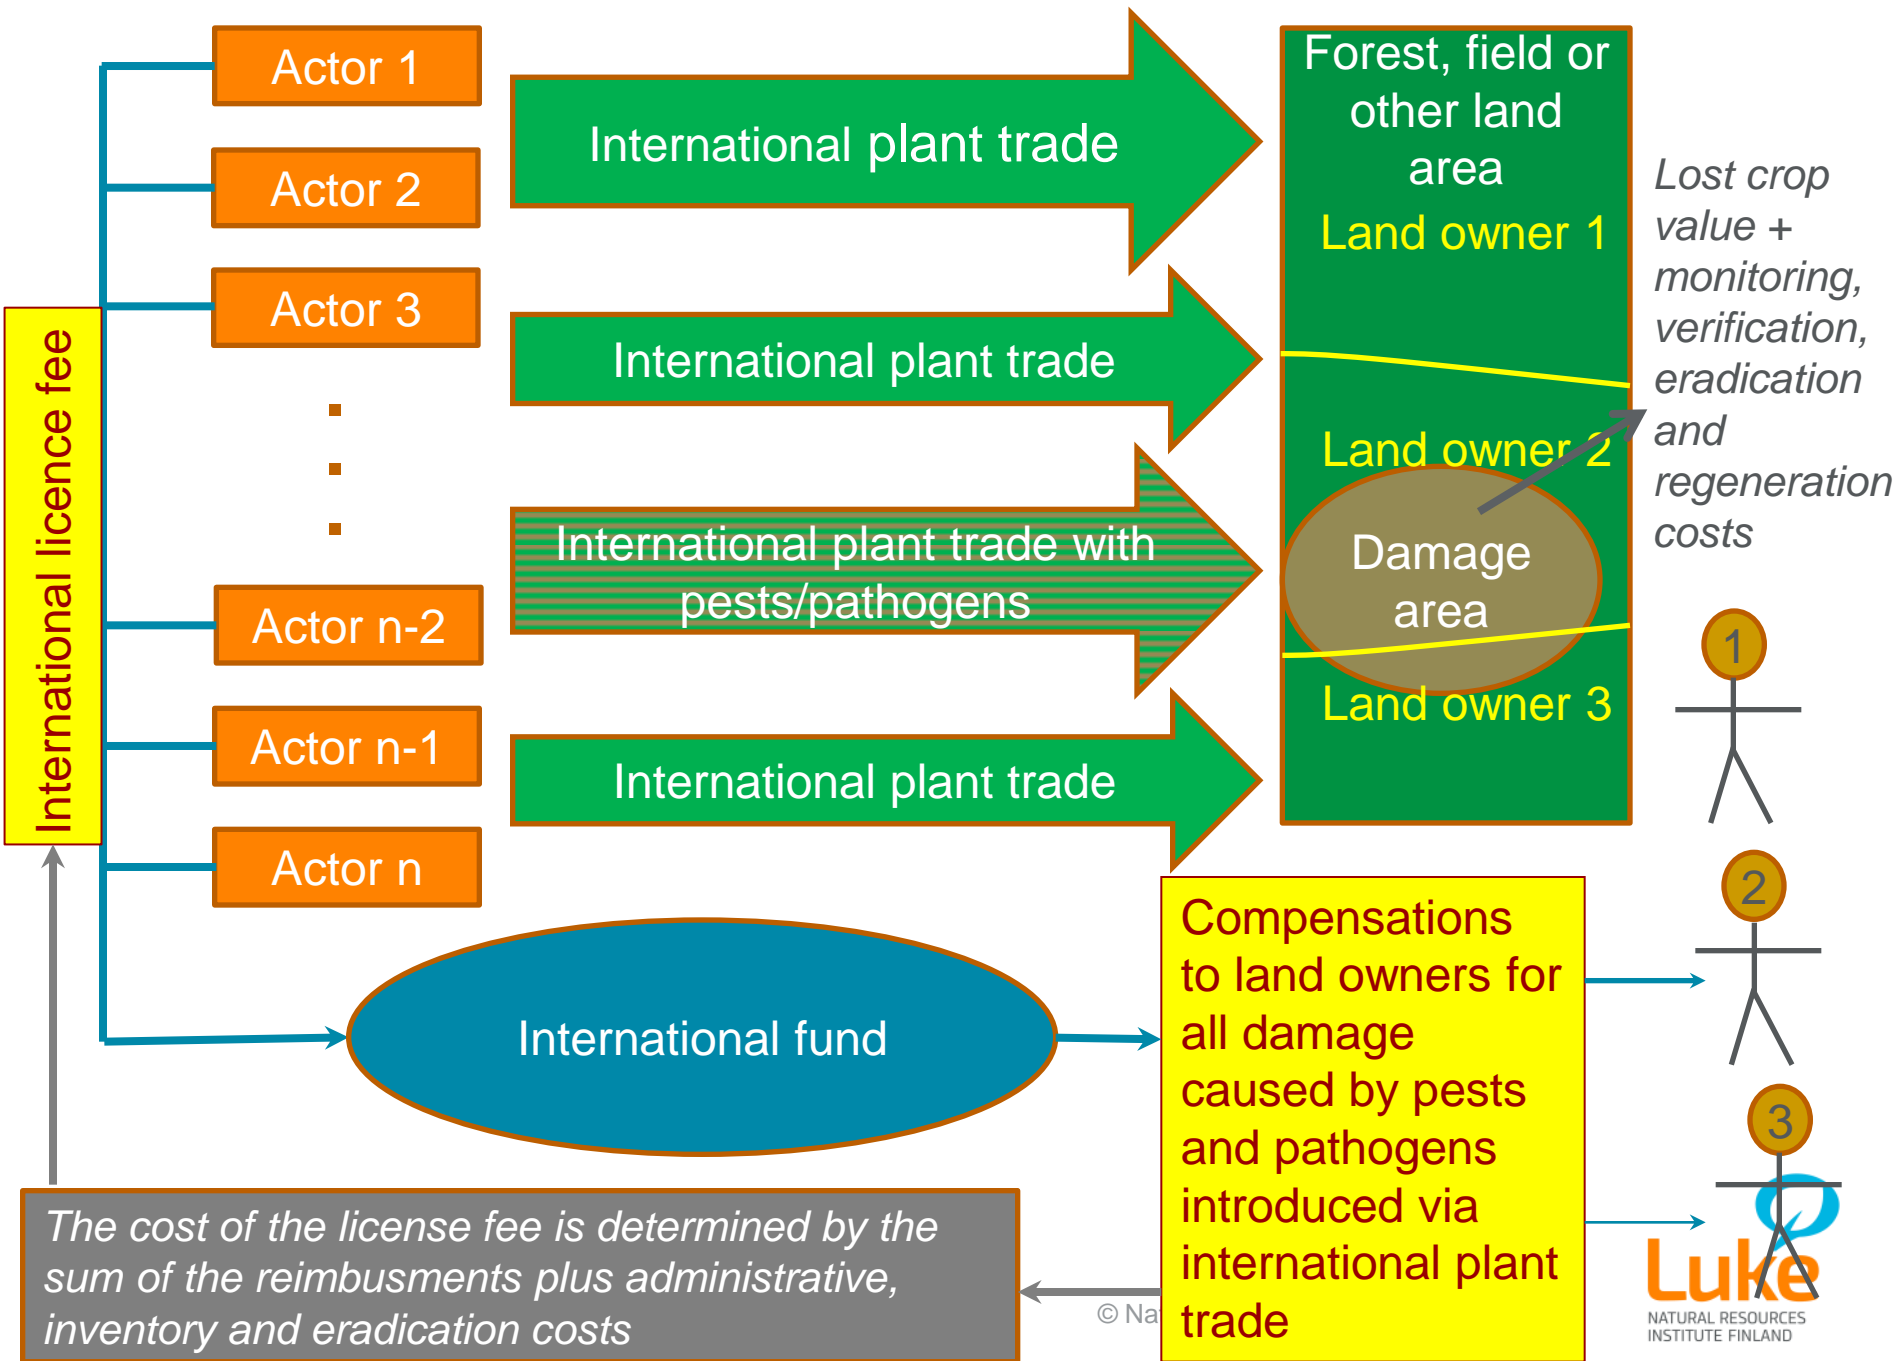 Actor 1
Actor 2
Actor 3
.
.
.
Actor n-2
Actor n-1
Actor n
International licence fee
International plant trade
International plant trade
International plant trade with
pests/pathogens
International plant trade
Forest, field or
other land
area
Land owner 1
Land owner 2
Damage
area
Land owner 3
Lost crop
value +
monitoring,
verification,
eradication
and
regeneration
costs
1
2
3
International fund
Compensations
to land owners for
all damage
caused by pests
and pathogens
introduced via
international plant
trade
The cost of the license fee is determined by the
sum of the reimbusments plus administrative,
inventory and eradication costs
©
Luke
NATURAL RESOURCES
INSTITUTE FINLAND